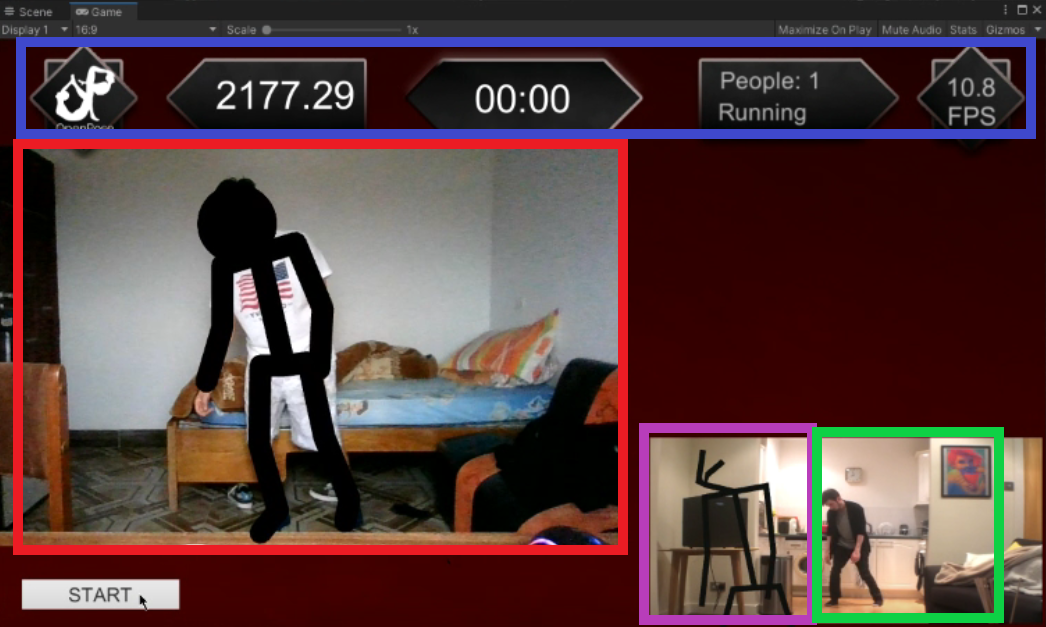 Scene
Game
Display 1
16:9
Scale
1x
Maximize On Play
Mute Audio
Stats
Gizmos
OpenPose
2177.29
00:00
People: 1
Running
10.8
FPS
START